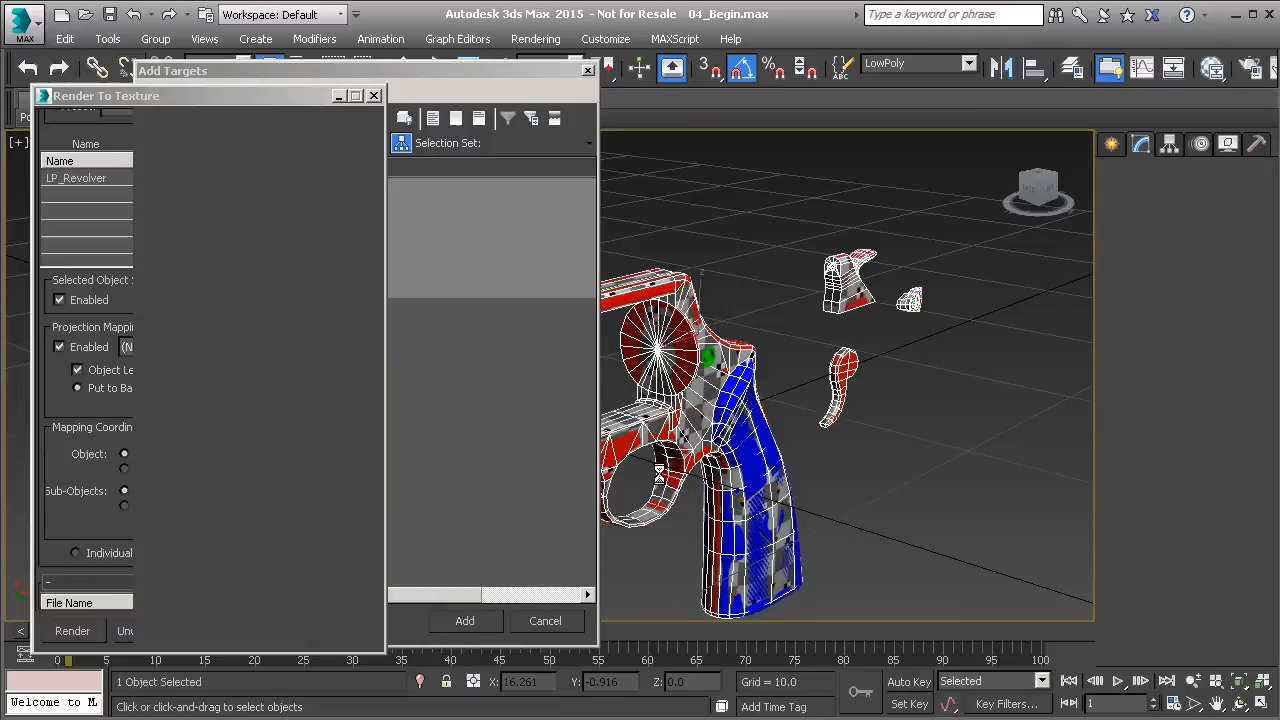 Workspace: Default
Autodesk 3ds Max 2015 - Not for Resale 04_Begin.max
Type a keyword or phrase
MAX
Edit Tools Group Views Create Modifiers Animation Graph Editors Rendering Customize MAXScript Help
Add Targets
3
LowPoly
Render To Texture
[+]
Selection Set:
Name
Name
LP_Revolver
Selected Object
Enabled
Projection Mapp
Enabled
Object Le
Put to Ba
Mapping Coordin
Object:
Sub-Objects:
Individual
File Name
Render Unw
Add Cancel
0 5 10 15 20 25 30 35 40 45 50 55 60 65 70 75 80 85 90 95 100
1 Object Selected X: 16.261 Y: -0.916 Z: 0.0 Grid = 10.0 Auto Key Selected
Welcome to M
Click or click-and-drag to select objects Add Time Tag Set Key Key Filters... 1